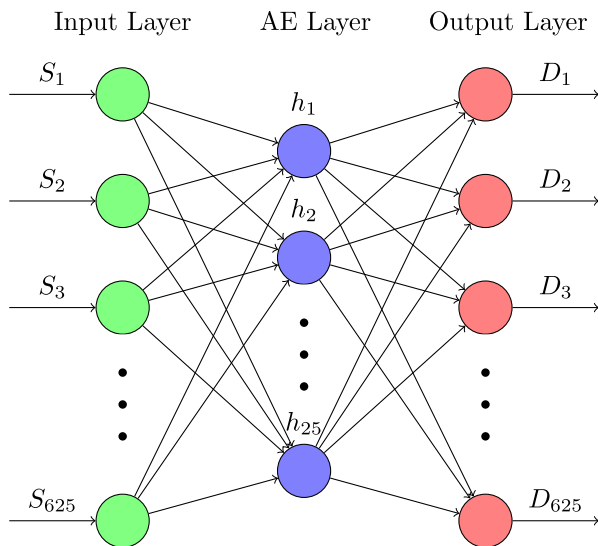 Input Layer AE Layer Output Layer
S₁ D₁
h₁
S₂ D₂
h₂
S₃ D₃
h₂₅
S₆₂₅ D₆₂₅